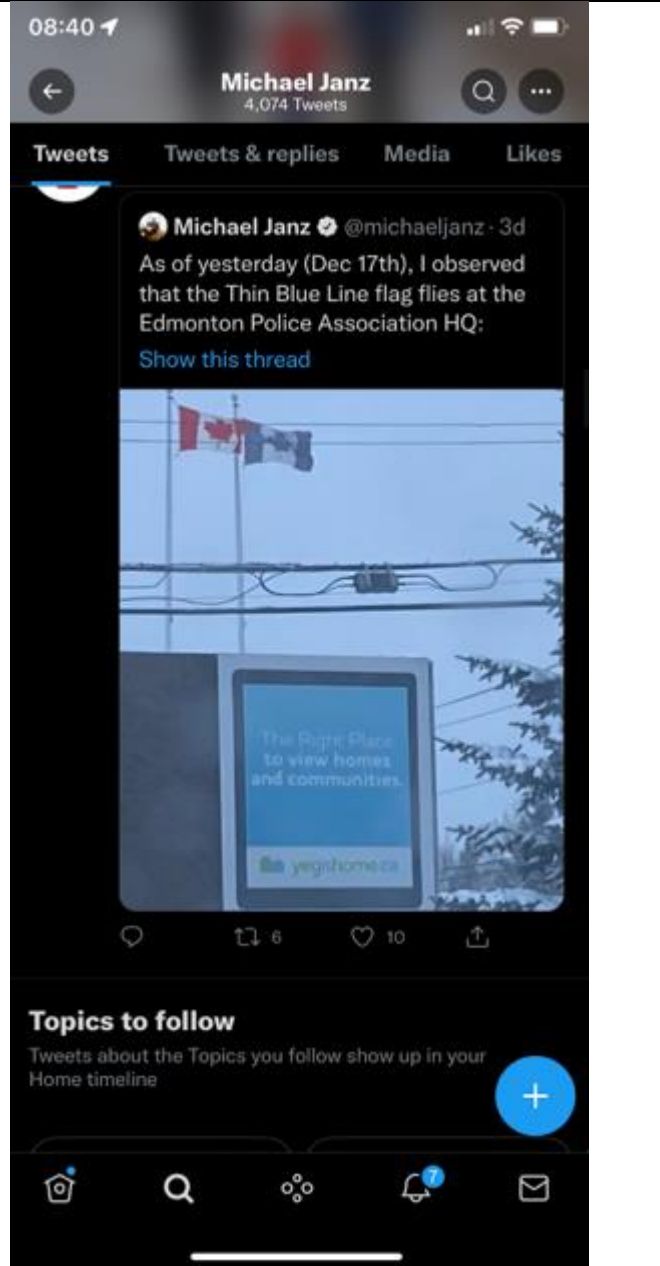 08:40
Michael Janz
4,074 Tweets
Tweets Tweets & replies Media Likes
Michael Janz @michaeljanz · 3d
As of yesterday (Dec 17th), I observed
that the Thin Blue Line flag flies at the
Edmonton Police Association HQ:
Show this thread
The Right Place
to view homes
and communities.
yegishome.ca
6 10
Topics to follow
Tweets about the Topics you follow show up in your
Home timeline
7